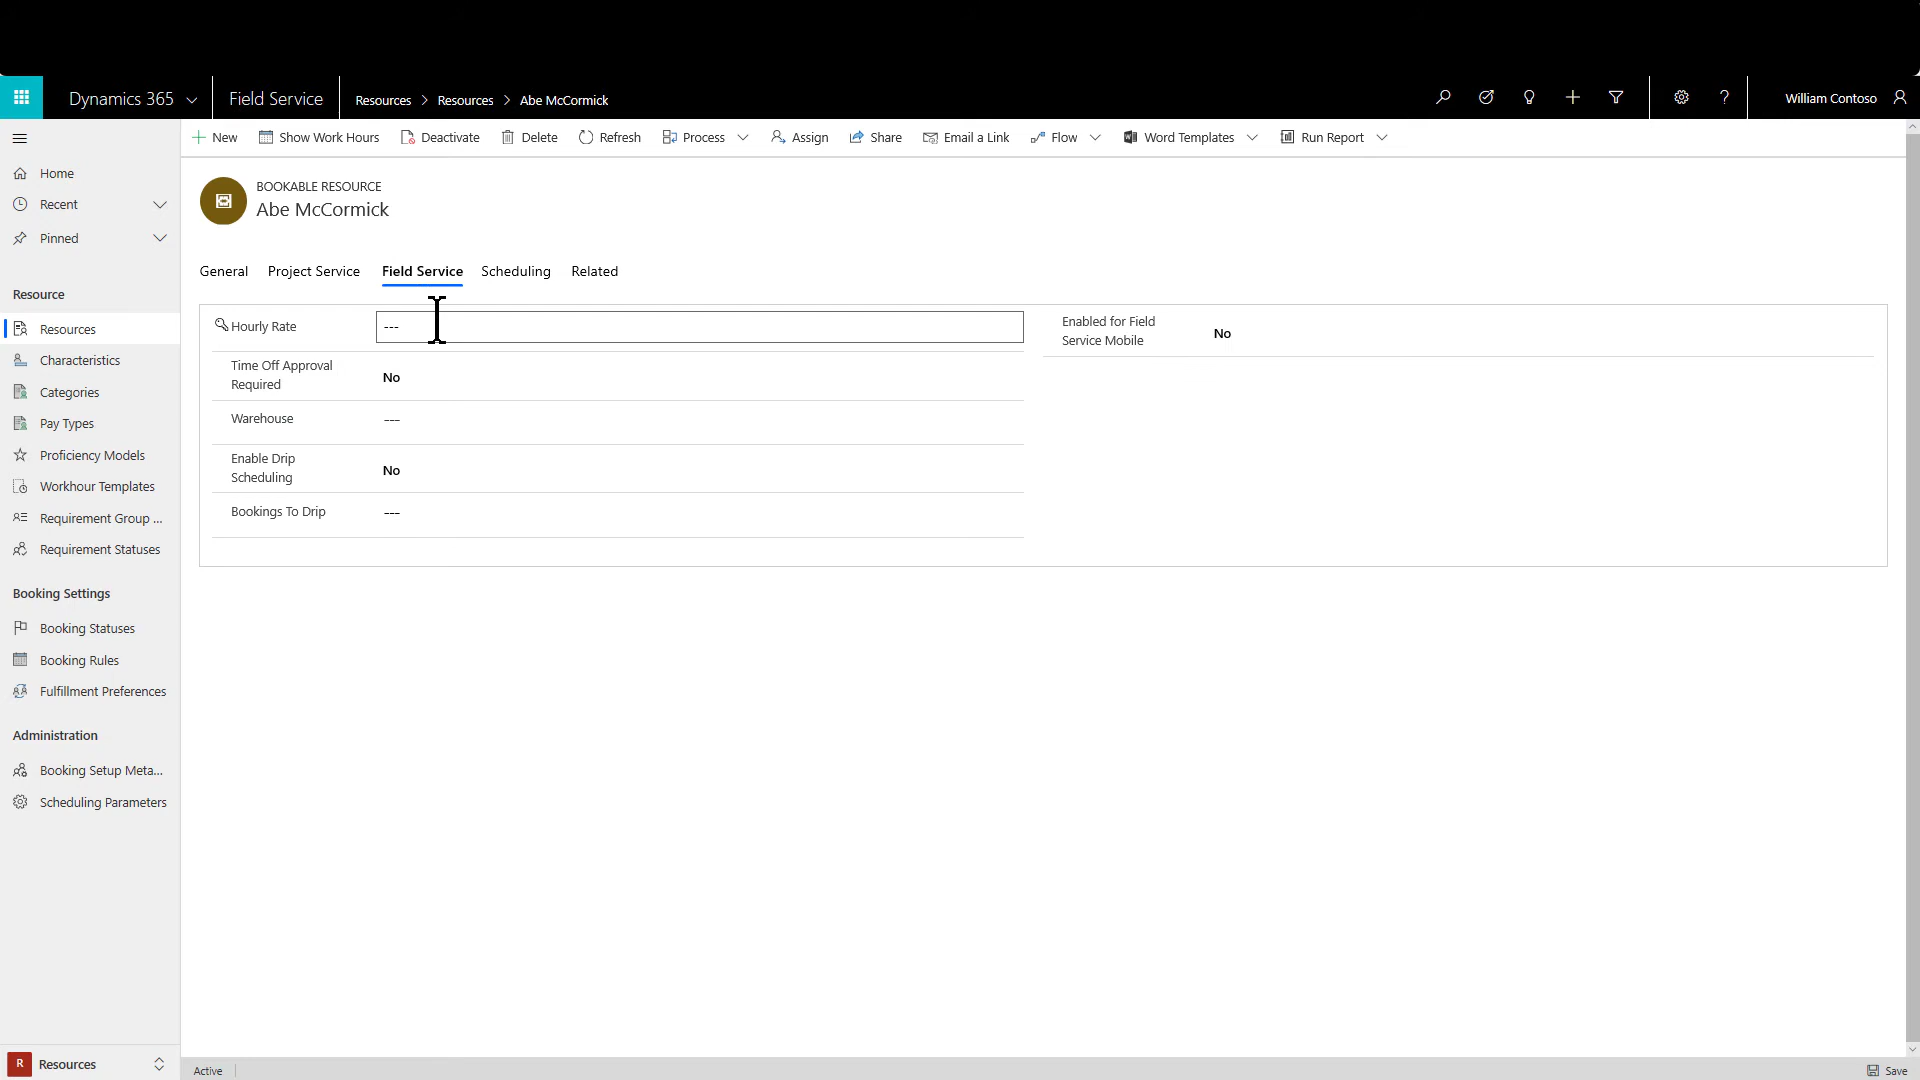 Dynamics 365
Field Service
Resources > Resources > Abe McCormick
William Contoso
New
Show Work Hours
Deactivate
Delete
Refresh
Process
Assign
Share
Email a Link
Flow
Word Templates
Run Report
Home
Recent
Pinned
Resource
Resources
Characteristics
Categories
Pay Types
Proficiency Models
Workhour Templates
Requirement Group ...
Requirement Statuses
Booking Settings
Booking Statuses
Booking Rules
Fulfillment Preferences
Administration
Booking Setup Meta...
Scheduling Parameters
R Resources
BOOKABLE RESOURCE
Abe McCormick
General Project Service Field Service Scheduling Related
Hourly Rate ---
Time Off Approval
Required
No
Warehouse ---
Enable Drip
Scheduling
No
Bookings To Drip ---
Enabled for Field
Service Mobile
No
Active
Save